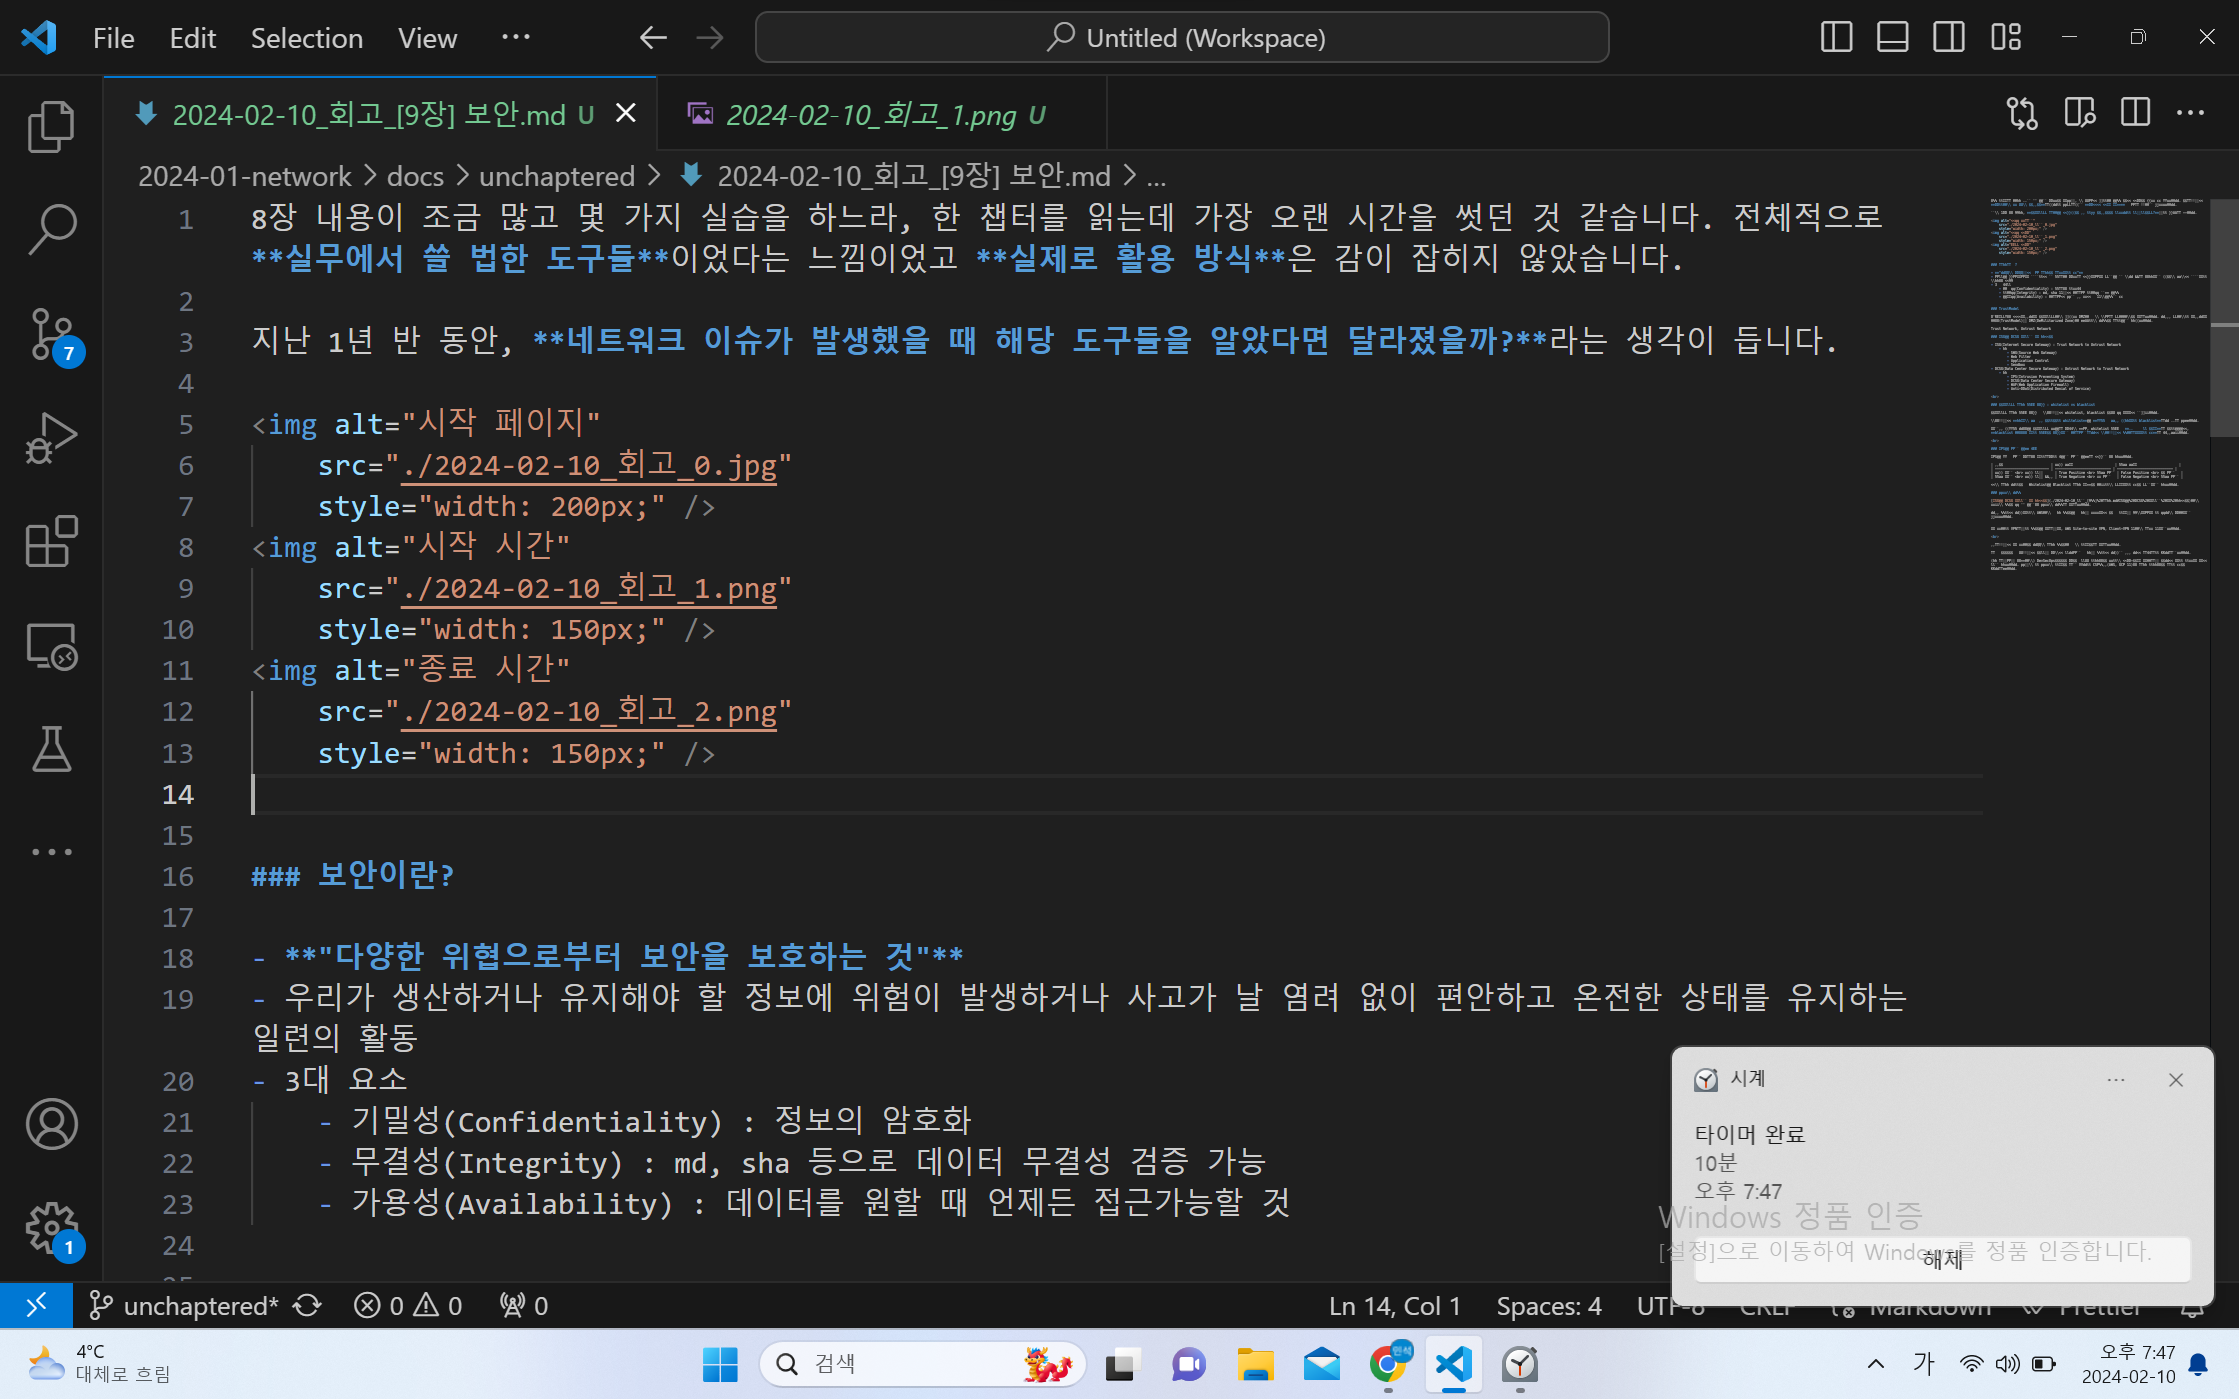 File Edit Selection View ··· Untitled (Workspace)
2024-02-10_회고_[9장] 보안.md U 2024-02-10_회고_1.png U
2024-01-network > docs > unchaptered > 2024-02-10_회고_[9장] 보안.md > ...
1 8장 내용이 조금 많고 몇 가지 실습을 하느라, 한 챕터를 읽는데 가장 오랜 시간을 썻던 것 같습니다. 전체적으로
**실무에서 쓸 법한 도구들**이었다는 느낌이었고 **실제로 활용 방식**은 감이 잡히지 않았습니다.
2
3 지난 1년 반 동안, **네트워크 이슈가 발생했을 때 해당 도구들을 알았다면 달라졌을까?**라는 생각이 듭니다.
4
5 <img alt="시작 페이지"
6 src="./2024-02-10_회고_0.jpg"
7 style="width: 200px;" />
8 <img alt="시작 시간"
9 src="./2024-02-10_회고_1.png"
10 style="width: 150px;" />
11 <img alt="종료 시간"
12 src="./2024-02-10_회고_2.png"
13 style="width: 150px;" />
14
15
16 ### 보안이란?
17
18 - **"다양한 위협으로부터 보안을 보호하는 것"**
19 - 우리가 생산하거나 유지해야 할 정보에 위험이 발생하거나 사고가 날 염려 없이 편안하고 온전한 상태를 유지하는
일련의 활동
20 - 3대 요소
21 - 기밀성(Confidentiality) : 정보의 암호화
22 - 무결성(Integrity) : md, sha 등으로 데이터 무결성 검증 가능
23 - 가용성(Availability) : 데이터를 원할 때 언제든 접근가능할 것
24
7
1
시계
타이머 완료
10분
오후 7:47
해제
Windows 정품 인증
[설정]으로 이동하여 Windows를 정품 인증합니다.
unchaptered* 0 0 0 Ln 14, Col 1 Spaces: 4 UTF-8 CRLF Markdown Prettier
4°C
대체로 흐림
검색
인석
가
오후 7:47
2024-02-10